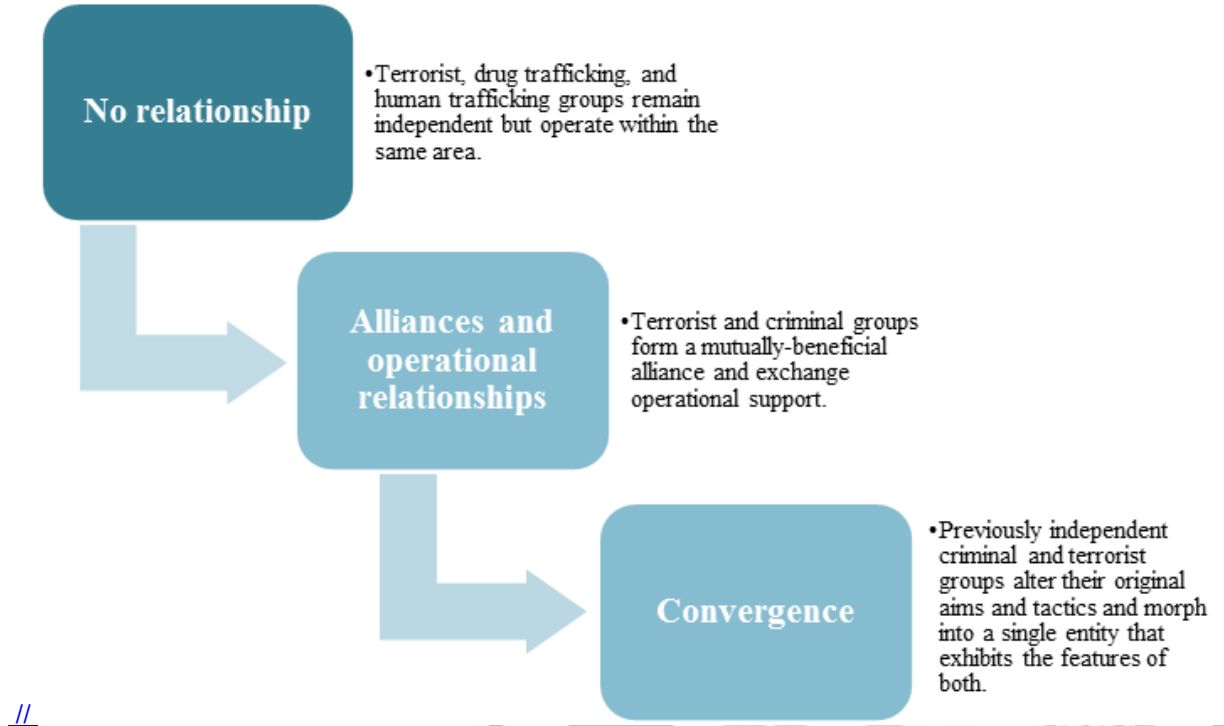 No relationship
•Terrorist, drug trafficking, and
human trafficking groups remain
independent but operate within the
same area.
Alliances and
operational
relationships
•Terrorist and criminal groups
form a mutually-beneficial
alliance and exchange
operational support.
Convergence
•Previously independent
criminal and terrorist
groups alter their original
aims and tactics and morph
into a single entity that
exhibits the features of
both.
//